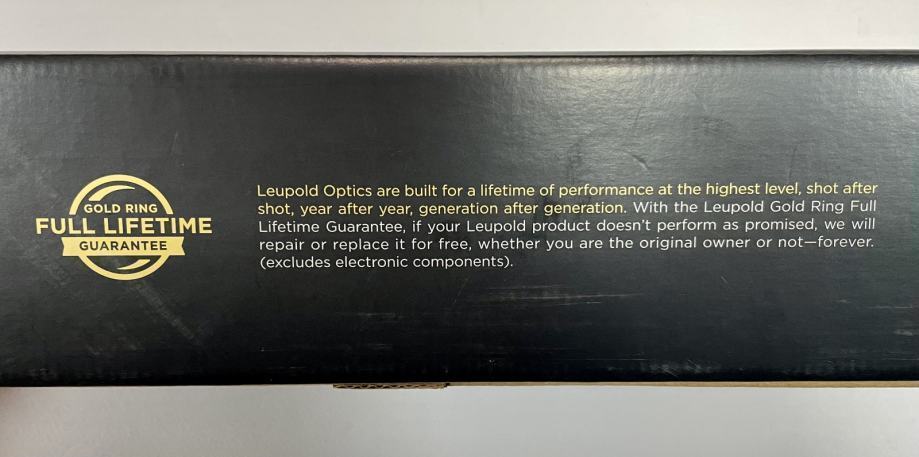 GOLD RING
FULL LIFETIME
GUARANTEE
Leupold Optics are built for a lifetime of performance at the highest level, shot after
shot, year after year, generation after generation. With the Leupold Gold Ring Full
Lifetime Guarantee, if your Leupold product doesn't perform as promised, we will
repair or replace it for free, whether you are the original owner or not—forever.
(excludes electronic components).